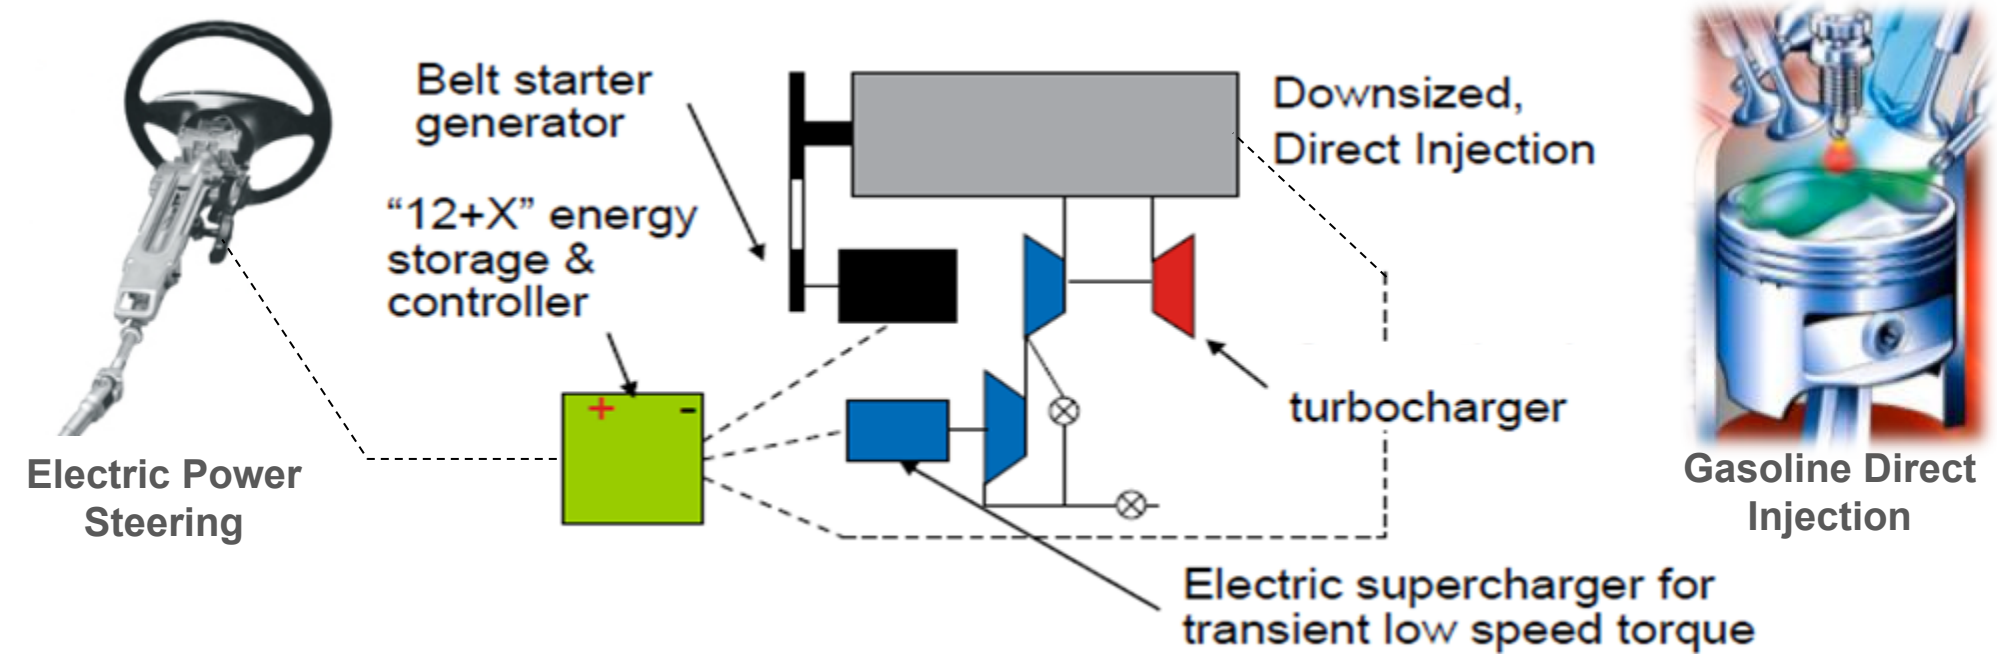 Belt starter
generator
“12+X” energy
storage &
controller
+ -
Electric Power
Steering
Downsized,
Direct Injection
turbocharger
Electric supercharger for
transient low speed torque
Gasoline Direct
Injection